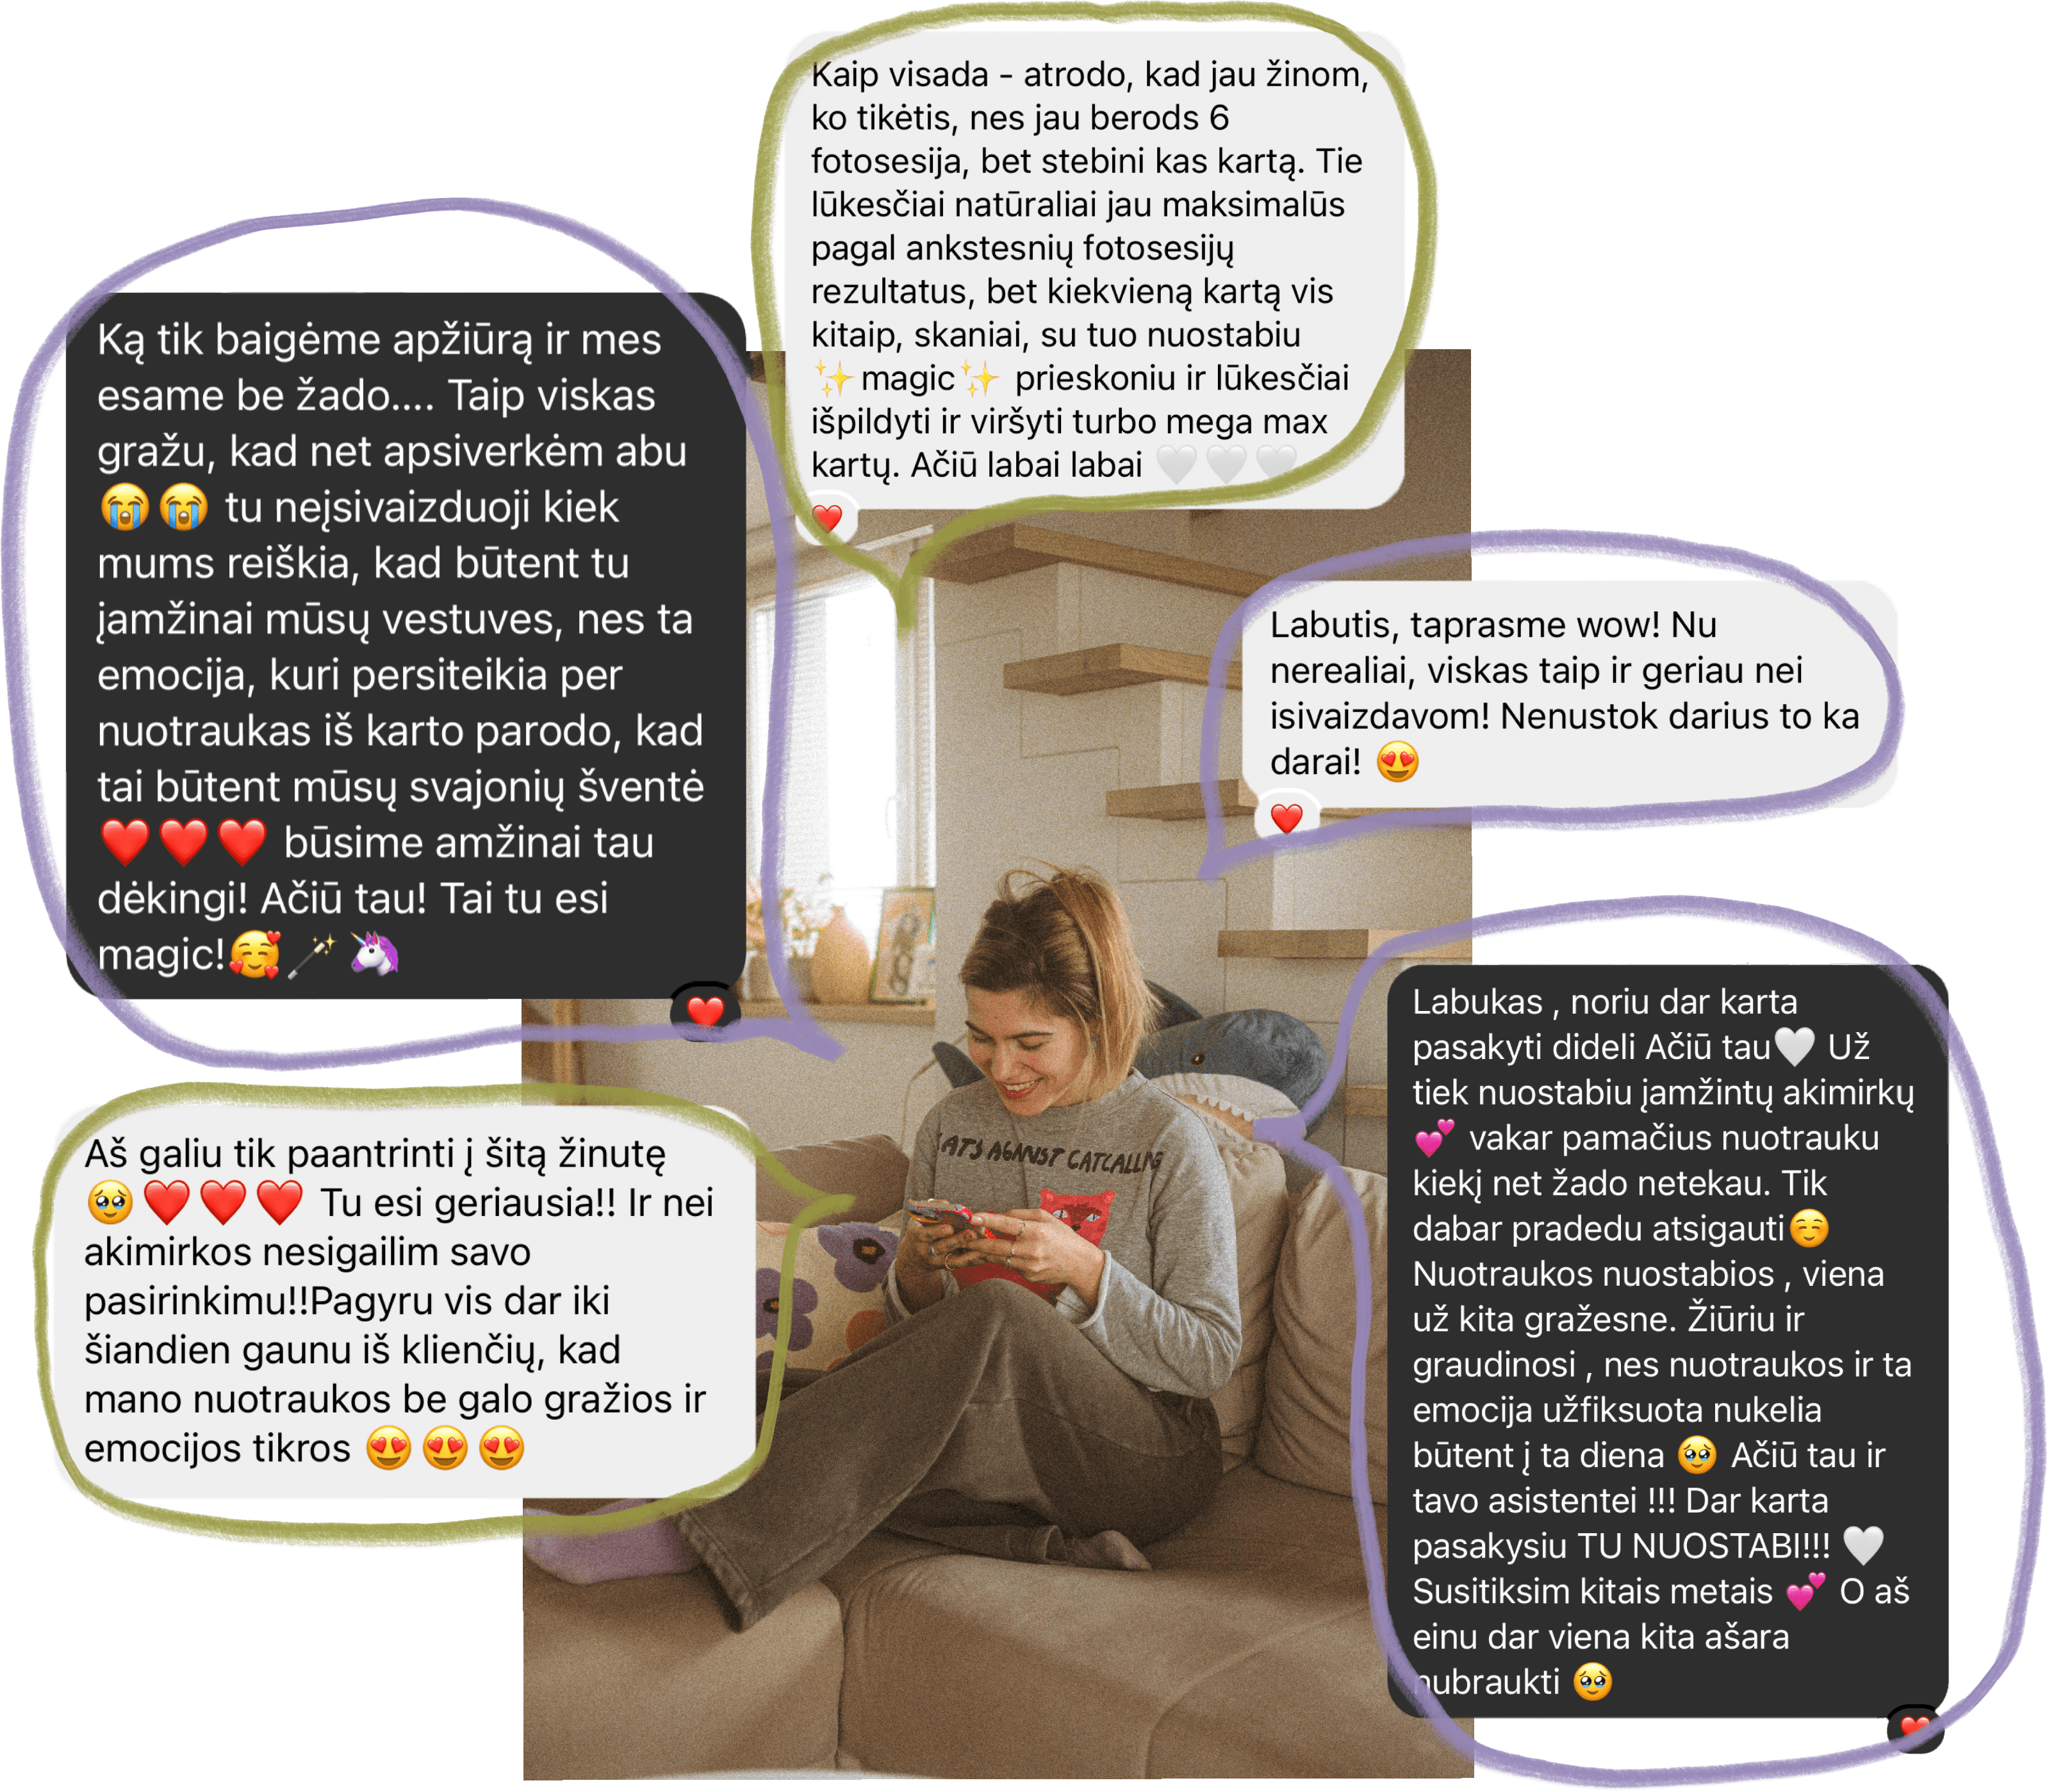 Kaip visada - atrodo, kad jau žinom,
ko tikėtis, nes jau berods 6
fotosesija, bet stebini kas kartą. Tie
lūkesčiai natūraliai jau maksimalūs
pagal ankstesnių fotosesijų
rezultatus, bet kiekvieną kartą vis
kitaip, skaniai, su tuo nuostabiu
✨magic✨ prieskoniu ir lūkesčiai
išpildyti ir viršyti turbo mega max
kartų. Ačiū labai labai 🤍🤍🤍
Ką tik baigėme apžiūrą ir mes
esame be žado.... Taip viskas
gražu, kad net apsiverkėm abu
😭😭 tu neįsivaizduoji kiek
mums reiškia, kad būtent tu
įamžinai mūsų vestuves, nes ta
emocija, kuri persiteikia per
nuotraukas iš karto parodo, kad
tai būtent mūsų svajonių šventė
❤️❤️❤️ būsime amžinai tau
dėkingi! Ačiū tau! Tai tu esi
magic!🥰🪄🦄
Labutis, taprasme wow! Nu
nerealiai, viskas taip ir geriau nei
isivaizdavom! Nenustok darius to ka
darai! 😍
Aš galiu tik paantrinti į šitą žinutę
🥹❤️❤️❤️ Tu esi geriausia!! Ir nei
akimirkos nesigailim savo
pasirinkimu!!Pagyru vis dar iki
šiandien gaunu iš klienčių, kad
mano nuotraukos be galo gražios ir
emocijos tikros 😍😍😍
Labukas , noriu dar karta
pasakyti dideli Ačiū tau🤍 Už
tiek nuostabiu įamžintų akimirkų
💕 vakar pamačius nuotrauku
kiekį net žado netekau. Tik
dabar pradedu atsigauti☺️
Nuotraukos nuostabios , viena
už kita gražesne. Žiūriu ir
graudinosi , nes nuotraukos ir ta
emocija užfiksuota nukelia
būtent į ta diena 🥹 Ačiū tau ir
tavo asistentei !!! Dar karta
pasakysiu TU NUOSTABI!!! 🤍
Susitiksim kitais metais 💕 O aš
einu dar viena kita ašara
nubraukti 🥹
CATS AGAINST CATCALLING